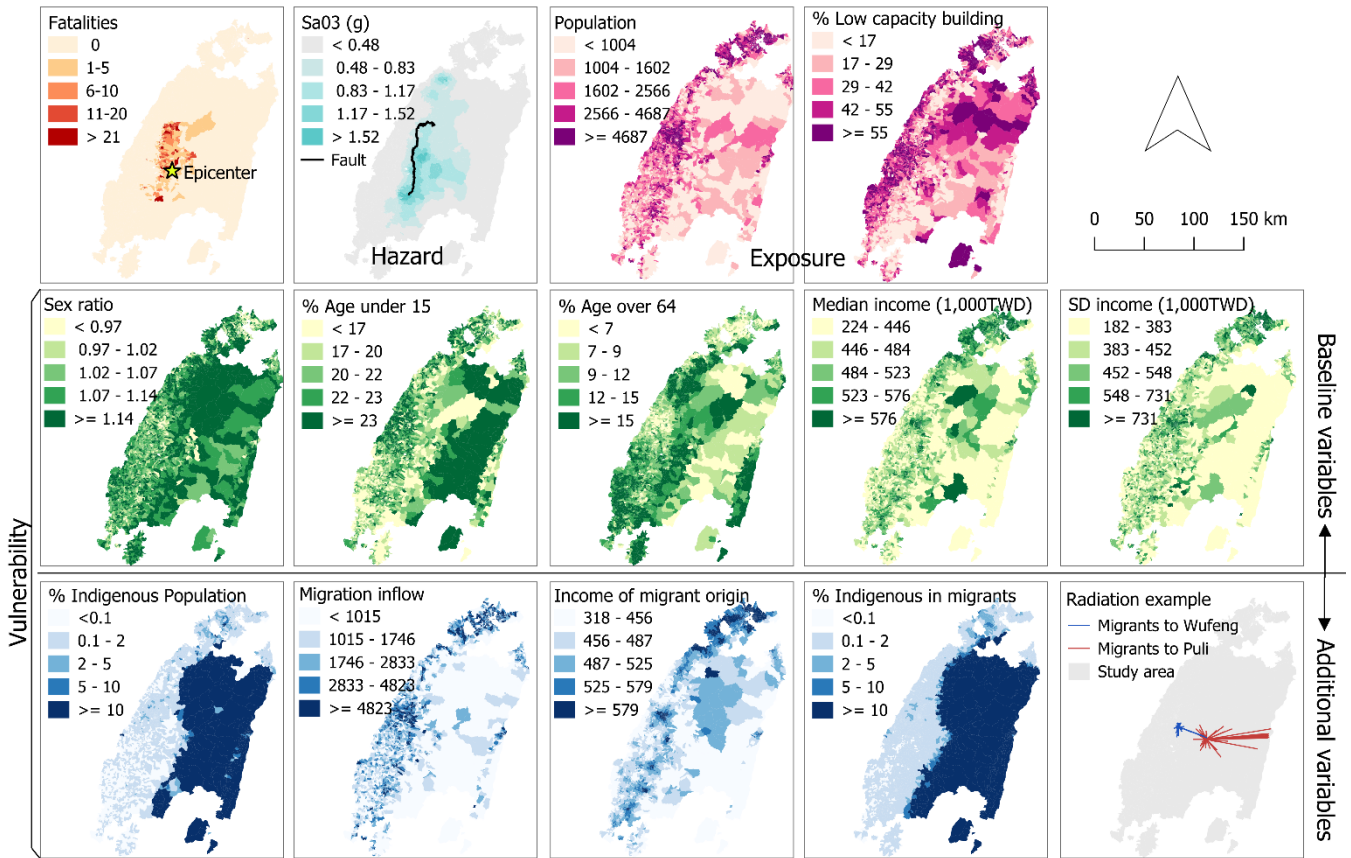 Fatalities
0
1-5
6-10
11-20
> 21
Epicenter
Sa03 (g)
< 0.48
0.48 - 0.83
0.83 - 1.17
1.17 - 1.52
> 1.52
Fault
Hazard
Population
< 1004
1004 - 1602
1602 - 2566
2566 - 4687
>= 4687
% Low capacity building
< 17
17 - 29
29 - 42
42 - 55
>= 55
Exposure
0 50 100 150 km
Vulnerability
Sex ratio
< 0.97
0.97 - 1.02
1.02 - 1.07
1.07 - 1.14
>= 1.14
% Age under 15
< 17
17 - 20
20 - 22
22 - 23
>= 23
% Age over 64
< 7
7 - 9
9 - 12
12 - 15
>= 15
Median income (1,000TWD)
224 - 446
446 - 484
484 - 523
523 - 576
>= 576
SD income (1,000TWD)
182 - 383
383 - 452
452 - 548
548 - 731
>= 731
Baseline variables
% Indigenous Population
<0.1
0.1 - 2
2 - 5
5 - 10
>= 10
Migration inflow
< 1015
1015 - 1746
1746 - 2833
2833 - 4823
>= 4823
Income of migrant origin
318 - 456
456 - 487
487 - 525
525 - 579
>= 579
% Indigenous in migrants
<0.1
0.1 - 2
2 - 5
5 - 10
>= 10
Radiation example
Migrants to Wufeng
Migrants to Puli
Study area
Additional variables